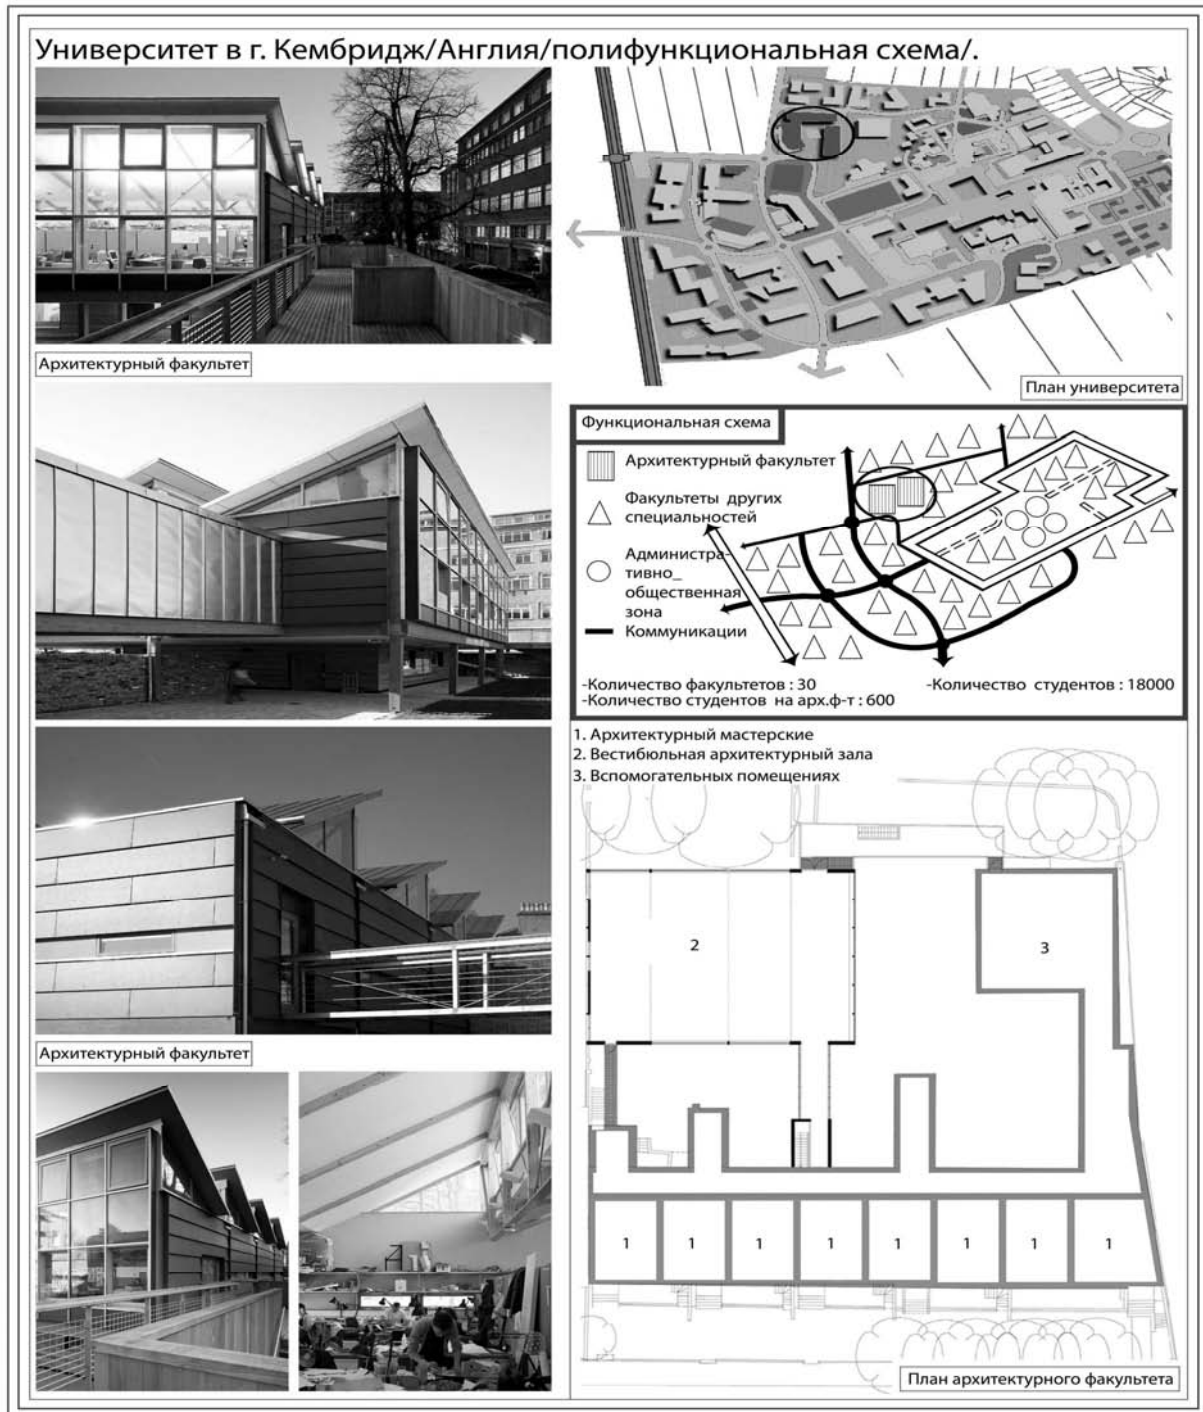 Университет в г. Кембридж/Англия/полифункциональная схема/.
Архитектурный факультет
План университета
Функциональная схема
Архитектурный факультет
Факультеты других
специальностей
Администра-
тивно_
общественная
зона
Коммуникации
-Количество факультетов : 30
-Количество студентов : 18000
-Количество студентов на арх.ф-т : 600
1. Архитектурный мастерские
2. Вестибюльная архитектурный зала
3. Вспомогательных помещениях
2
3
Архитектурный факультет
1 1 1 1 1 1 1 1
План архитектурного факультета